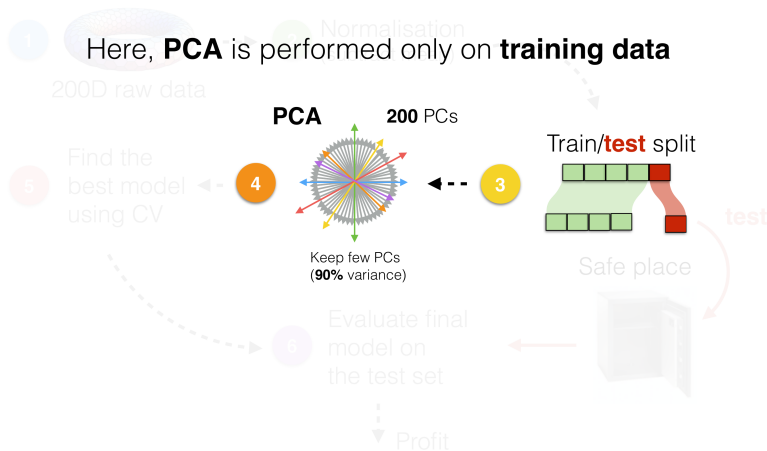 1
2 Normalisation
Here, PCA is performed only on training data
200D raw data
PCA
200 PCs
Train/test split
5
Find the
best model
using CV
4
3
test
Keep few PCs
(90% variance)
Safe place
6
Evaluate final
model on
the test set
Profit